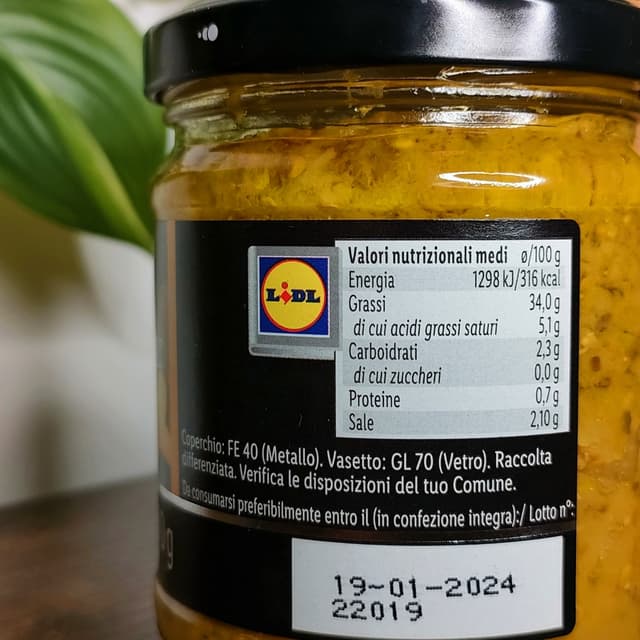 LIDL
Valori nutrizionali medi ø/100 g
Energia 1298 kJ/316 kcal
Grassi 34,0 g
di cui acidi grassi saturi 5,1 g
Carboidrati 2,3 g
di cui zuccheri 0,0 g
Proteine 0,7 g
Sale 2,10 g
Coperchio: FE 40 (Metallo). Vasetto: GL 70 (Vetro). Raccolta
differenziata. Verifica le disposizioni del tuo Comune.
Da consumarsi preferibilmente entro il (in confezione integra):/ Lotto n°:
19-01-2024
22019